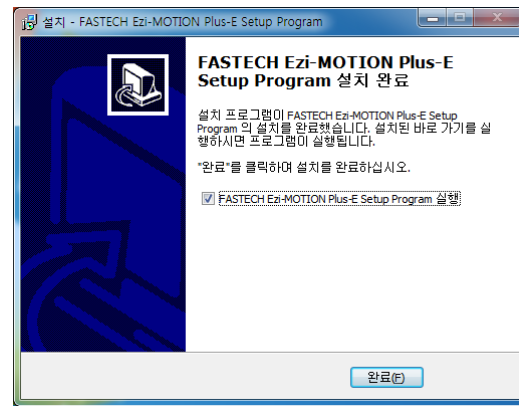 설치 - FASTECH Ezi-MOTION Plus-E Setup Program
FASTECH Ezi-MOTION Plus-E
Setup Program 설치 완료
설치 프로그램이 FASTECH Ezi-MOTION Plus-E Setup
Program 의 설치를 완료했습니다. 설치된 바로 가기를 실
행하시면 프로그램이 실행됩니다.
"완료"를 클릭하여 설치를 완료하십시오.
FASTECH Ezi-MOTION Plus-E Setup Program 실행
완료(F)